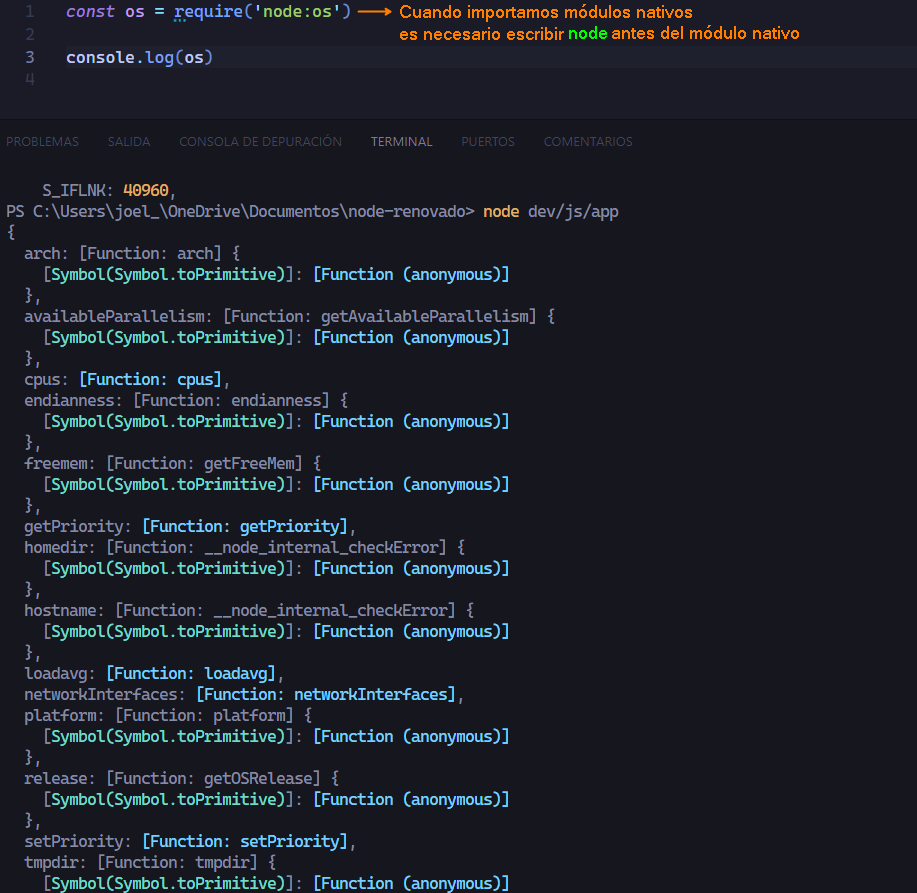 1 const os = require('node:os') Cuando importamos módulos nativos
2 es necesario escribir node antes del módulo nativo
3 console.log(os)
4
PROBLEMAS SALIDA CONSOLA DE DEPURACIÓN TERMINAL PUERTOS COMENTARIOS
S_IFLNK: 40960,
PS C:\Users\joel_\OneDrive\Documentos\node-renovado> node dev/js/app
{
arch: [Function: arch] {
[Symbol(Symbol.toPrimitive)]: [Function (anonymous)]
},
availableParallelism: [Function: getAvailableParallelism] {
[Symbol(Symbol.toPrimitive)]: [Function (anonymous)]
},
cpus: [Function: cpus],
endianness: [Function: endianness] {
[Symbol(Symbol.toPrimitive)]: [Function (anonymous)]
},
freemem: [Function: getFreeMem] {
[Symbol(Symbol.toPrimitive)]: [Function (anonymous)]
},
getPriority: [Function: getPriority],
homedir: [Function: __node_internal_checkError] {
[Symbol(Symbol.toPrimitive)]: [Function (anonymous)]
},
hostname: [Function: __node_internal_checkError] {
[Symbol(Symbol.toPrimitive)]: [Function (anonymous)]
},
loadavg: [Function: loadavg],
networkInterfaces: [Function: networkInterfaces],
platform: [Function: platform] {
[Symbol(Symbol.toPrimitive)]: [Function (anonymous)]
},
release: [Function: getOSRelease] {
[Symbol(Symbol.toPrimitive)]: [Function (anonymous)]
},
setPriority: [Function: setPriority],
tmpdir: [Function: tmpdir] {
[Symbol(Symbol.toPrimitive)]: [Function (anonymous)]